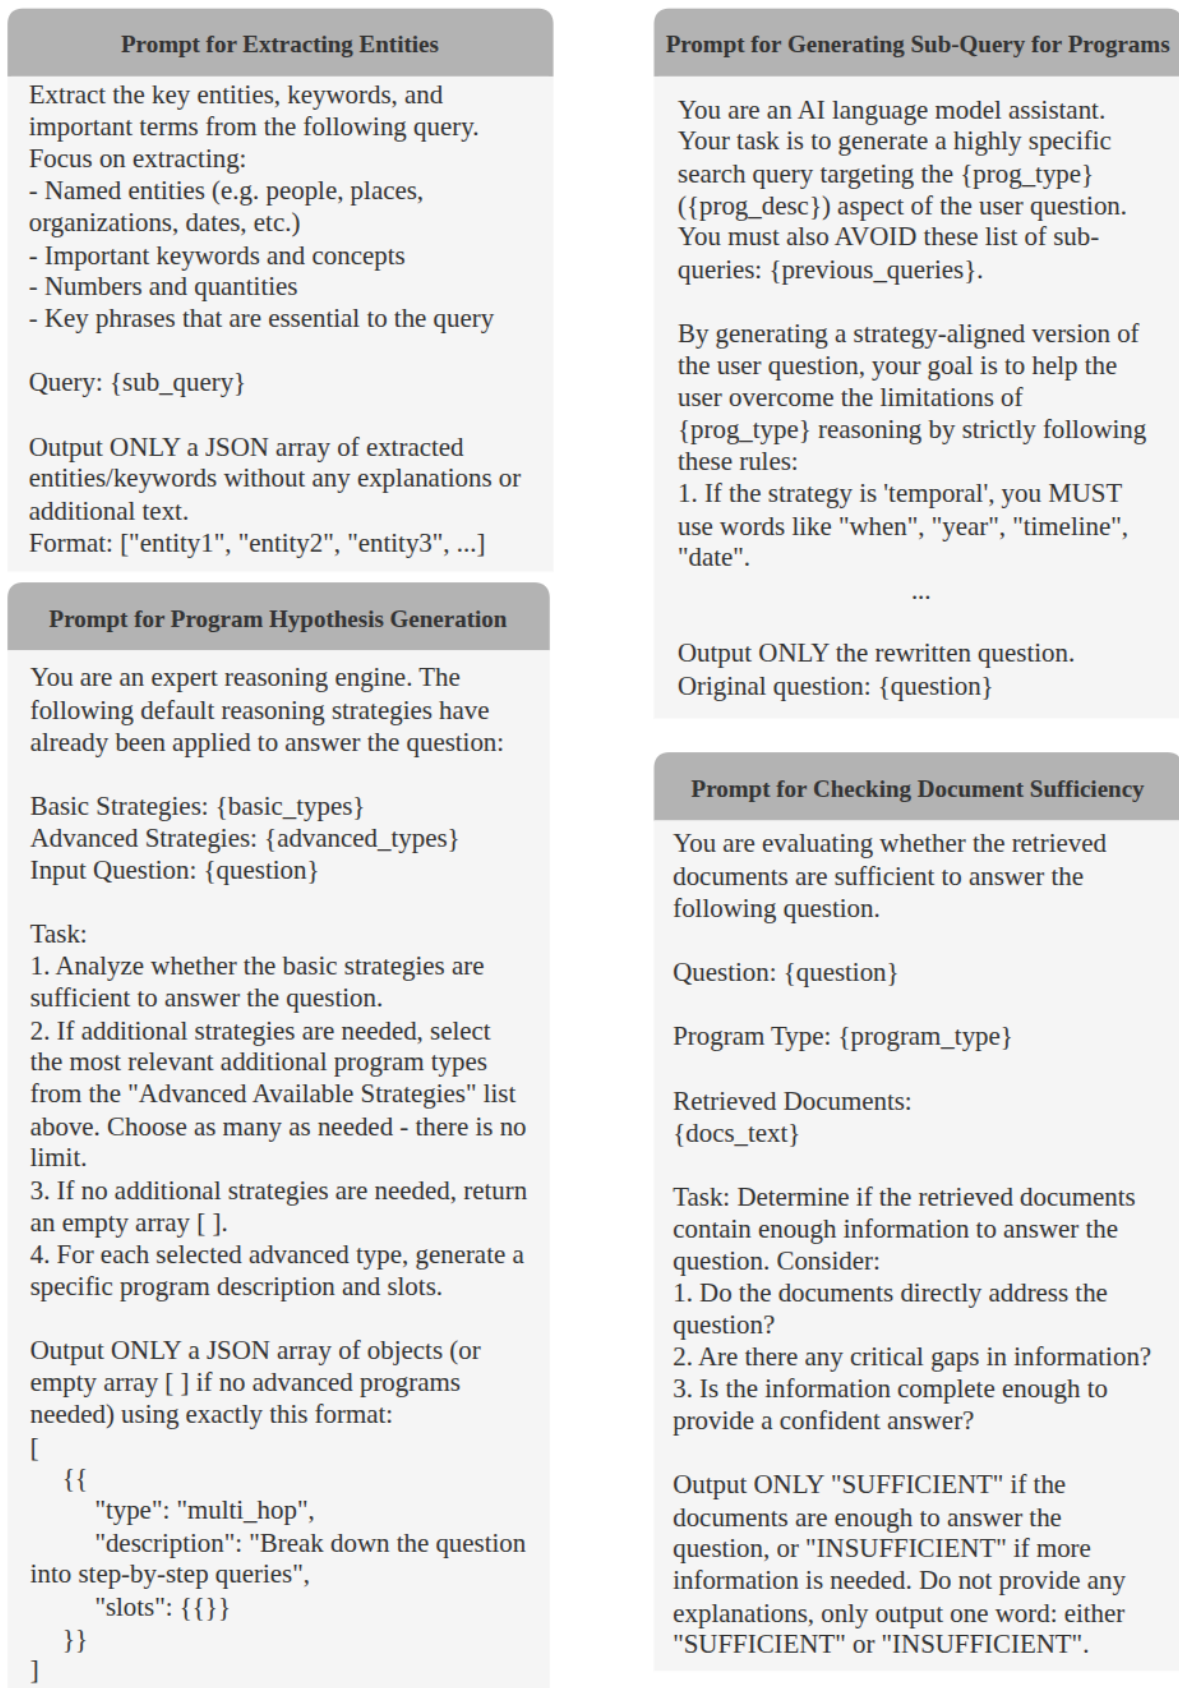 Prompt for Extracting Entities
Extract the key entities, keywords, and
important terms from the following query.
Focus on extracting:
- Named entities (e.g. people, places,
organizations, dates, etc.)
- Important keywords and concepts
- Numbers and quantities
- Key phrases that are essential to the query
Query: {sub_query}
Output ONLY a JSON array of extracted
entities/keywords without any explanations or
additional text.
Format: ["entity1", "entity2", "entity3", ...]
Prompt for Program Hypothesis Generation
You are an expert reasoning engine. The
following default reasoning strategies have
already been applied to answer the question:
Basic Strategies: {basic_types}
Advanced Strategies: {advanced_types}
Input Question: {question}
Task:
1. Analyze whether the basic strategies are
sufficient to answer the question.
2. If additional strategies are needed, select
the most relevant additional program types
from the "Advanced Available Strategies" list
above. Choose as many as needed - there is no
limit.
3. If no additional strategies are needed, return
an empty array [ ].
4. For each selected advanced type, generate a
specific program description and slots.
Output ONLY a JSON array of objects (or
empty array [ ] if no advanced programs
needed) using exactly this format:
[
{{
"type": "multi_hop",
"description": "Break down the question
into step-by-step queries",
"slots": {{}}
}}
]
Prompt for Generating Sub-Query for Programs
You are an AI language model assistant.
Your task is to generate a highly specific
search query targeting the {prog_type}
({prog_desc}) aspect of the user question.
You must also AVOID these list of sub-
queries: {previous_queries}.
By generating a strategy-aligned version of
the user question, your goal is to help the
user overcome the limitations of
{prog_type} reasoning by strictly following
these rules:
1. If the strategy is 'temporal', you MUST
use words like "when", "year", "timeline",
"date".
...
Output ONLY the rewritten question.
Original question: {question}
Prompt for Checking Document Sufficiency
You are evaluating whether the retrieved
documents are sufficient to answer the
following question.
Question: {question}
Program Type: {program_type}
Retrieved Documents:
{docs_text}
Task: Determine if the retrieved documents
contain enough information to answer the
question. Consider:
1. Do the documents directly address the
question?
2. Are there any critical gaps in information?
3. Is the information complete enough to
provide a confident answer?
Output ONLY "SUFFICIENT" if the
documents are enough to answer the
question, or "INSUFFICIENT" if more
information is needed. Do not provide any
explanations, only output one word: either
"SUFFICIENT" or "INSUFFICIENT".